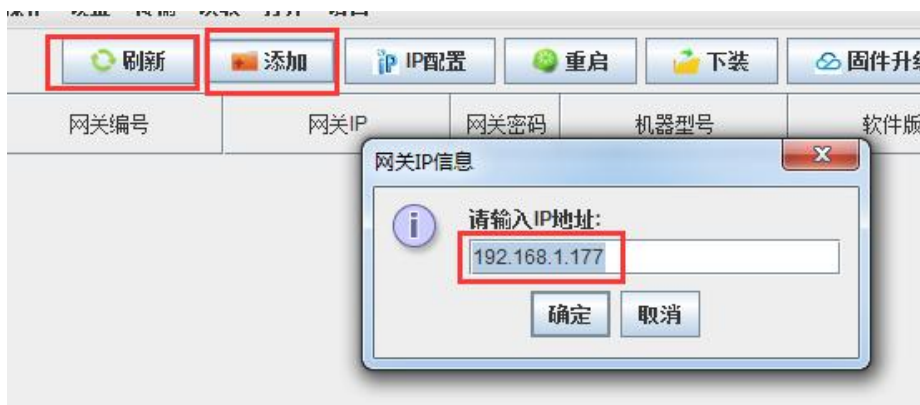 刷新 添加 IP配置 重启 下装 固件升
网关编号 网关IP 网关密码 机器型号 软件版
网关IP信息
请输入IP地址:
192.168.1.177
确定 取消